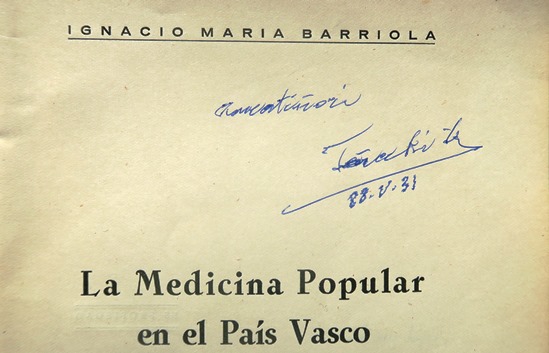 IGNACIO MARIA BARRIOLA
88-V-31
La Medicina Popular
en el País Vasco